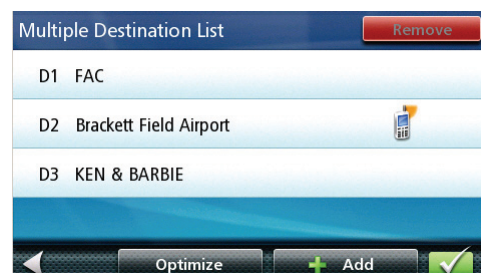 Multiple Destination List Remove
D1 FAC
D2 Brackett Field Airport
D3 KEN & BARBIE
Optimize Add